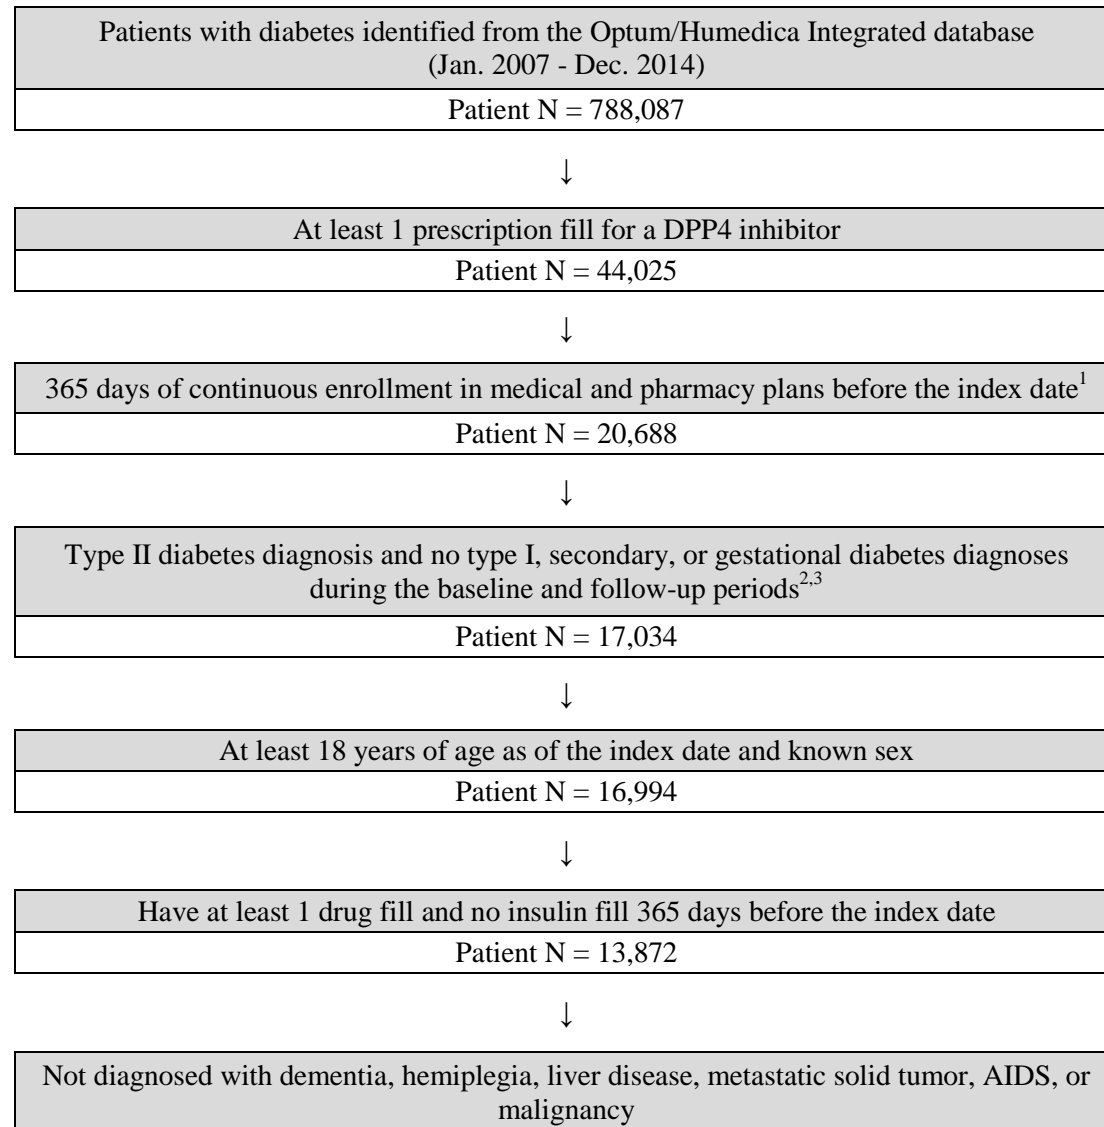 Patients with diabetes identified from the Optum/Humedica Integrated database
(Jan. 2007 - Dec. 2014)
Patient N = 788,087
↓
At least 1 prescription fill for a DPP4 inhibitor
Patient N = 44,025
↓
365 days of continuous enrollment in medical and pharmacy plans before the index date¹
Patient N = 20,688
↓
Type II diabetes diagnosis and no type I, secondary, or gestational diabetes diagnoses
during the baseline and follow-up periods²,³
Patient N = 17,034
↓
At least 18 years of age as of the index date and known sex
Patient N = 16,994
↓
Have at least 1 drug fill and no insulin fill 365 days before the index date
Patient N = 13,872
↓
Not diagnosed with dementia, hemiplegia, liver disease, metastatic solid tumor, AIDS, or
malignancy